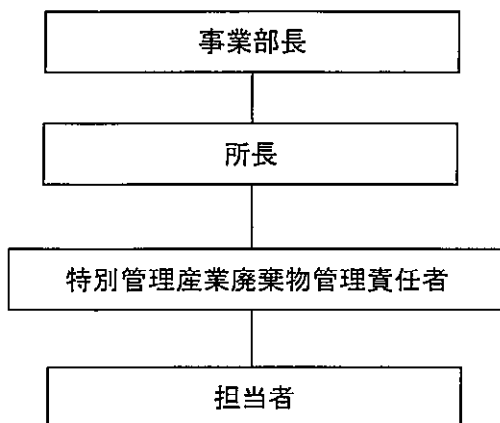 事業部長
所長
特別管理産業廃棄物管理責任者
担当者